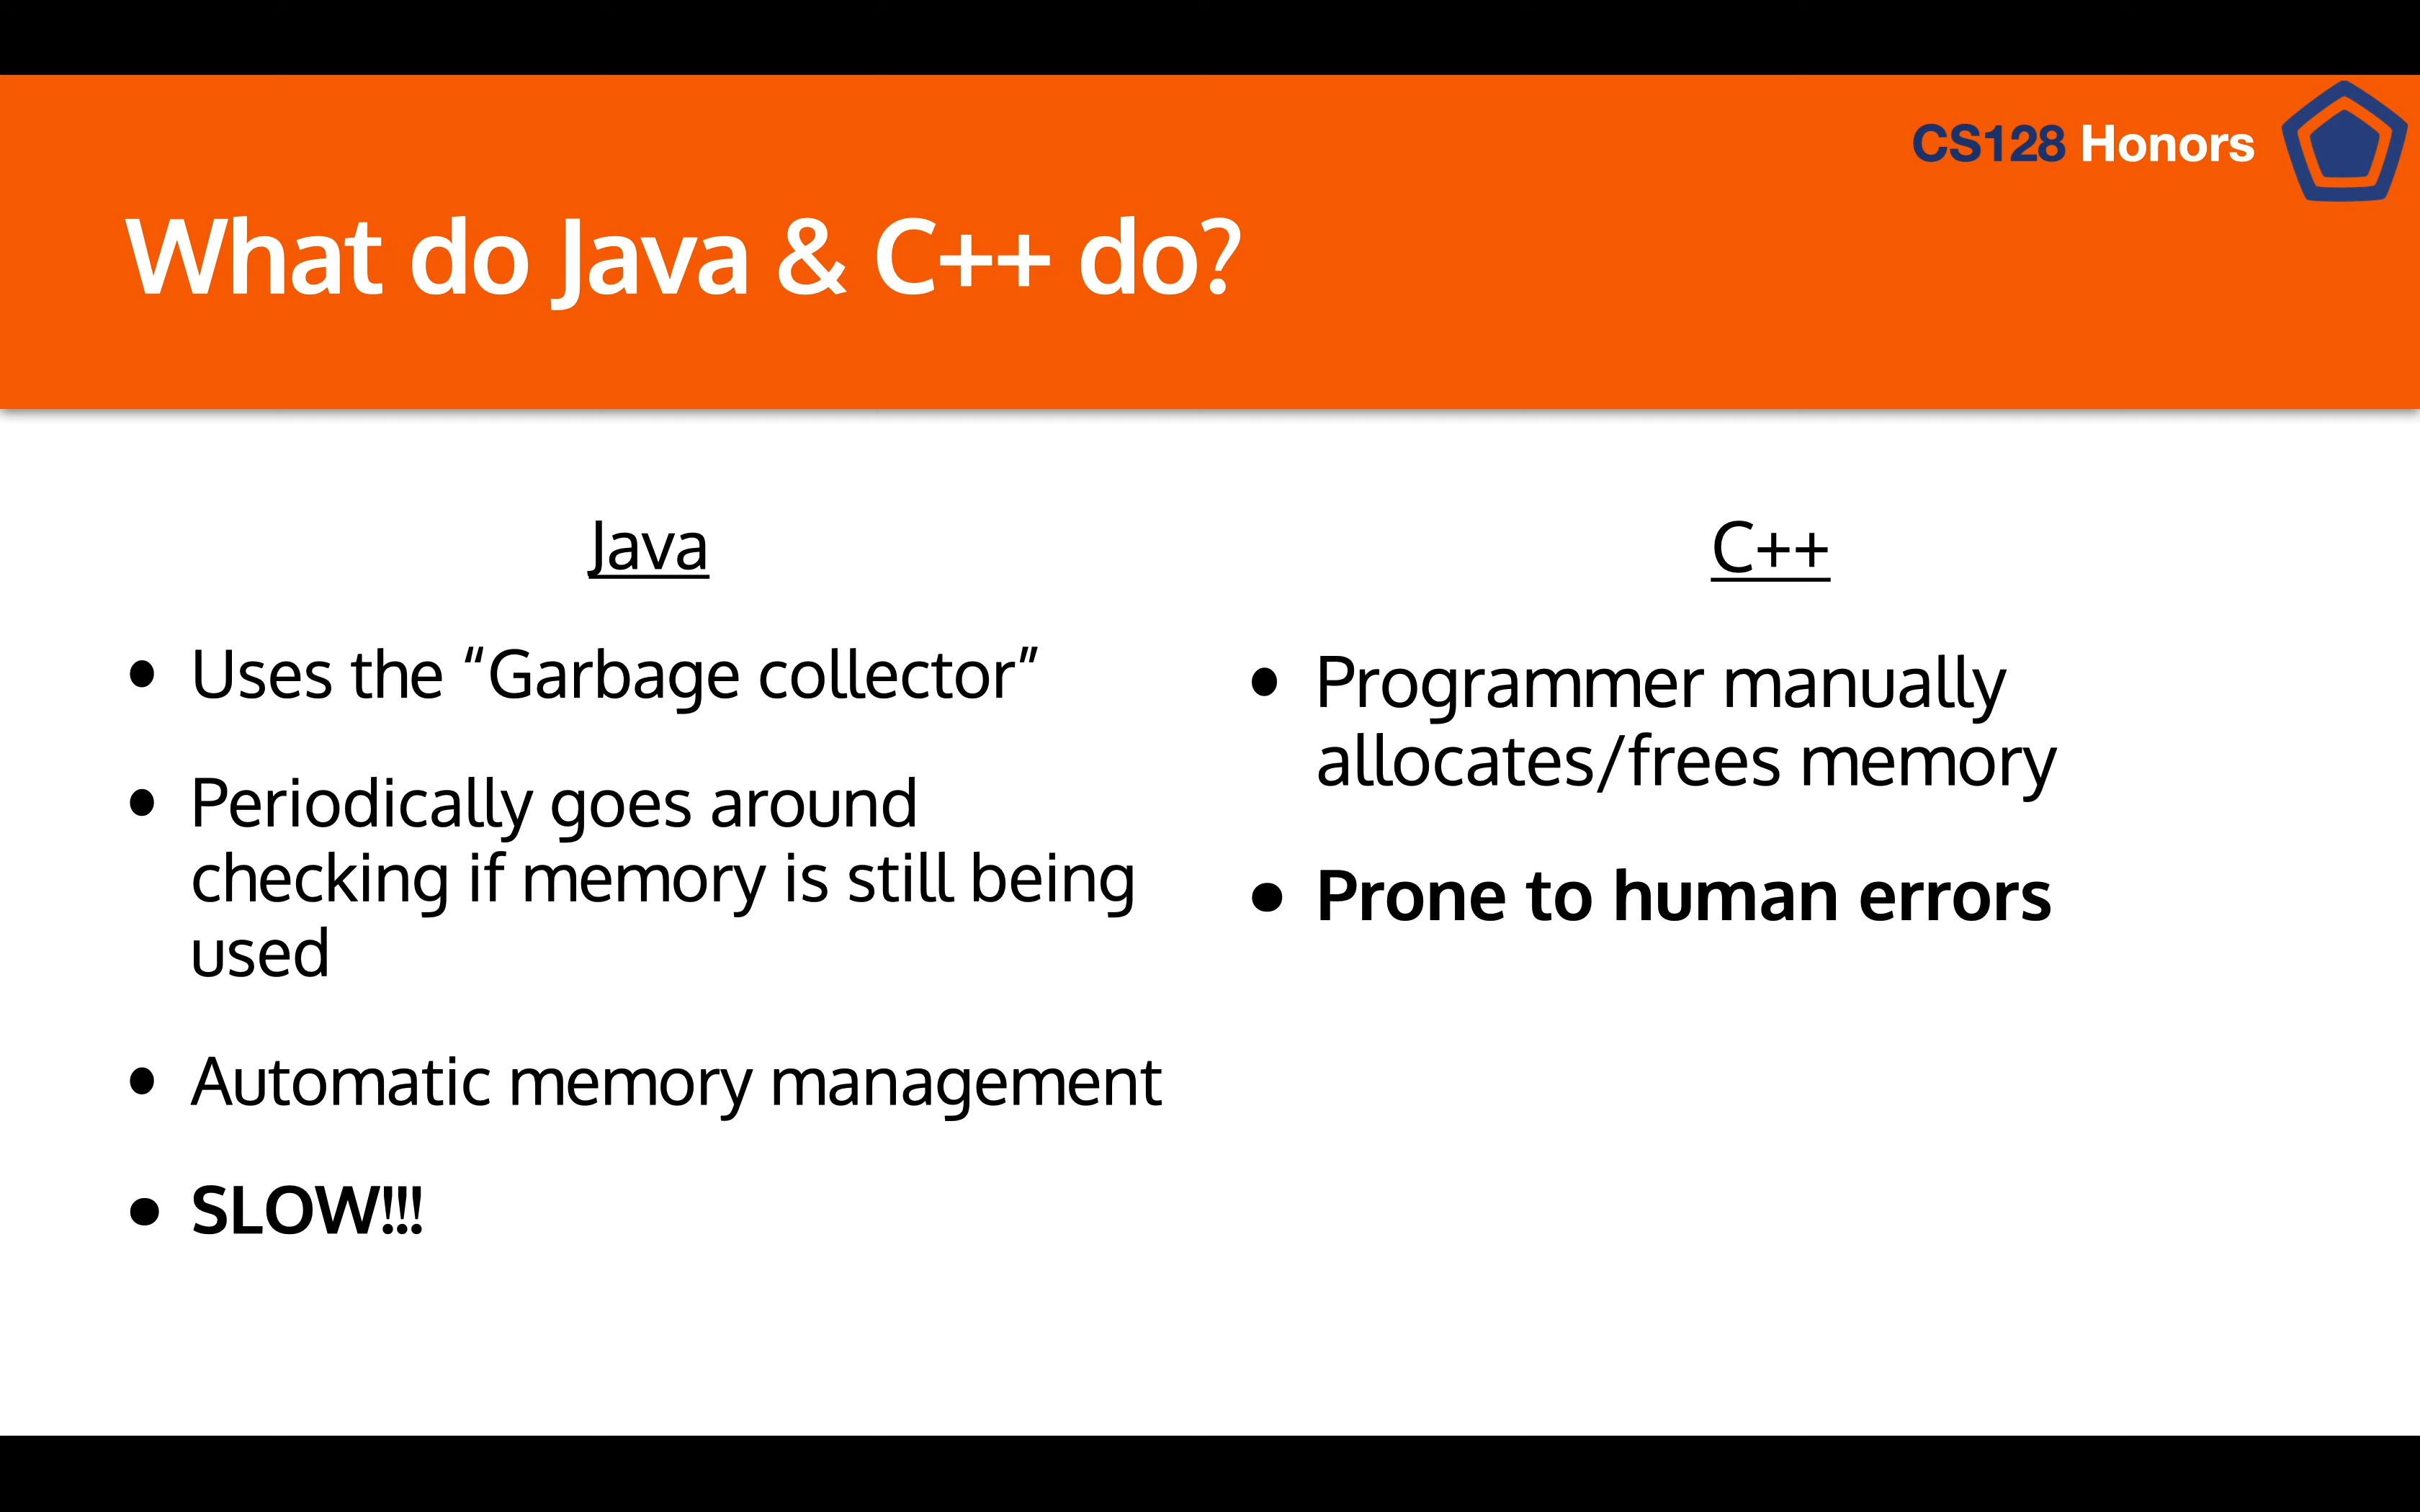 CS128 Honors
What do Java & C++ do?
Java
• Uses the “Garbage collector”
• Periodically goes around
checking if memory is still being
used
• Automatic memory management
• SLOW!!!
C++
• Programmer manually
allocates/frees memory
• Prone to human errors